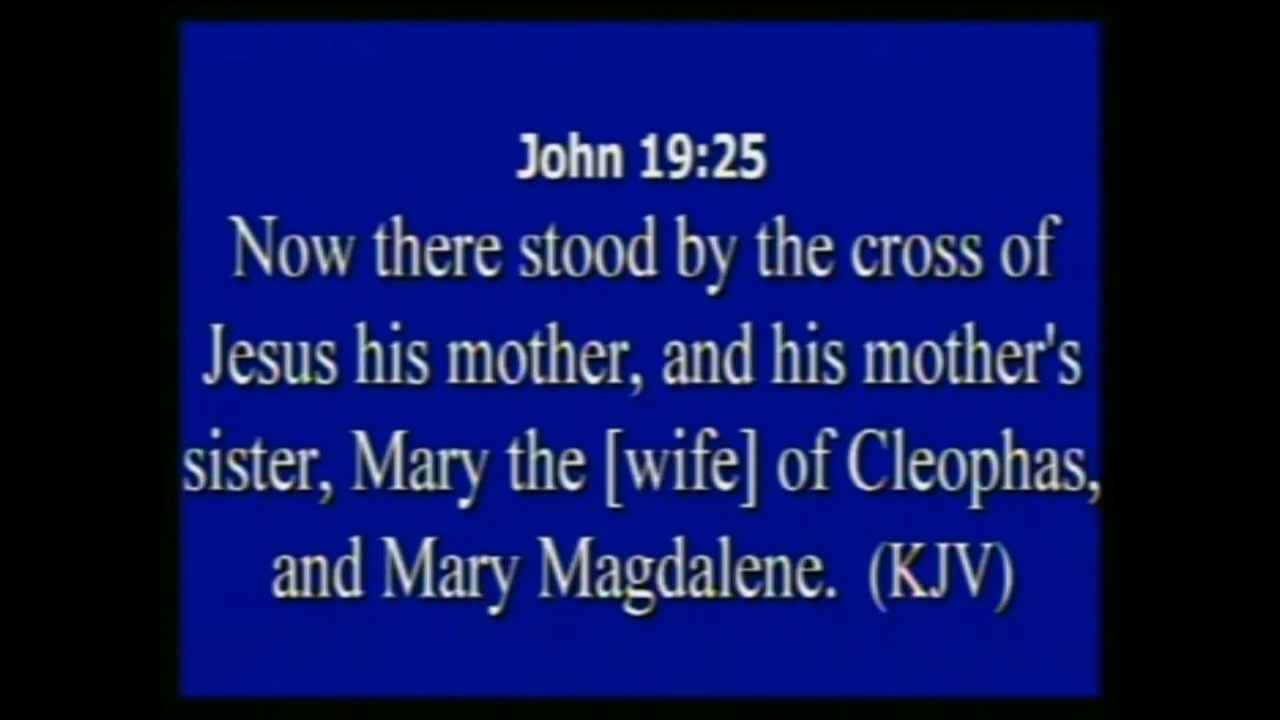 John 19:25
Now there stood by the cross of
Jesus his mother, and his mother's
sister, Mary the [wife] of Cleophas,
and Mary Magdalene. (KJV)